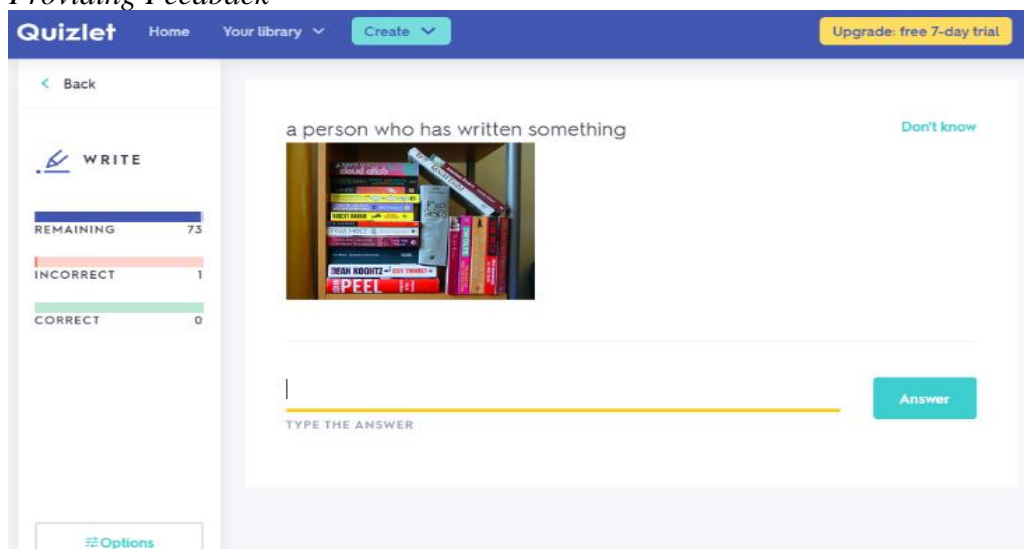 Providing Feedback
Quizlet Home Your library Create Upgrade: free 7-day trial
Back
a person who has written something Don't know
WRITE
REMAINING 73
INCORRECT 1
CORRECT 0
DEAN KOONTZ
PEEL
Answer
TYPE THE ANSWER
Options